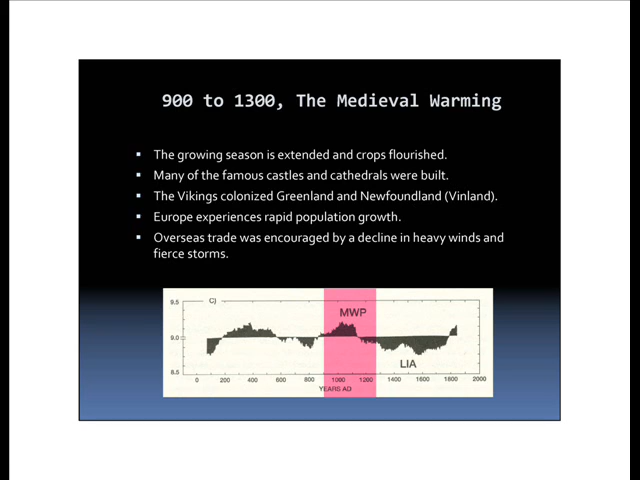 900 to 1300, The Medieval Warming
▪ The growing season is extended and crops flourished.
▪ Many of the famous castles and cathedrals were built.
▪ The Vikings colonized Greenland and Newfoundland (Vinland).
▪ Europe experiences rapid population growth.
▪ Overseas trade was encouraged by a decline in heavy winds and
fierce storms.
9.5
C)
MWP
9.0
LIA
8.5
0 200 400 600 800 1000 1200 1400 1600 1800 2000
YEARS AD